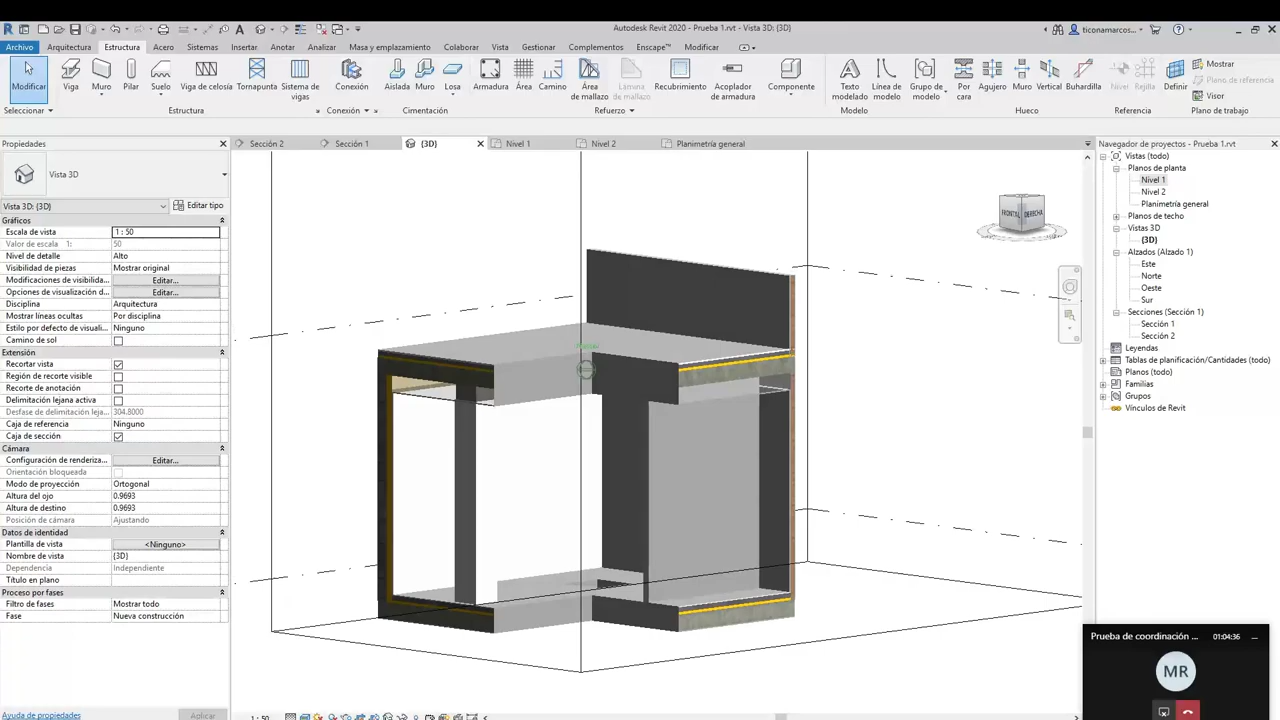 Autodesk Revit 2020 - Prueba 1.rvt - Vista 3D: {3D}
ticonamarcos...
Archivo Arquitectura Estructura Acero Sistemas Insertar Anotar Analizar Masa y emplazamiento Colaborar Vista Gestionar Complementos Enscape™ Modificar
Modificar
Viga
Muro
Pilar
Suelo
Viga de celosía
Tornapunta
Sistema de vigas
Conexión
Aislada
Muro
Losa
Armadura
Área
Camino
Área de mallazo
Lámina de mallazo
Recubrimiento
Acoplador de armadura
Componente
Texto modelado
Línea de modelo
Grupo de modelo
Por cara
Agujero
Muro
Vertical
Buhardilla
Nivel
Rejilla
Definir
Mostrar
Plano de referencia
Visor
Seleccionar Estructura Conexión Cimentación Refuerzo Modelo Hueco Referencia Plano de trabajo
Propiedades
Sección 2 Sección 1 {3D} Nivel 1 Nivel 2 Planimetría general
Navegador de proyectos - Prueba 1.rvt
Vista 3D
Vista 3D: {3D} Editar tipo
Gráficos
Escala de vista 1 : 50
Valor de escala 1: 50
Nivel de detalle Alto
Visibilidad de piezas Mostrar original
Modificaciones de visibilida... Editar...
Opciones de visualización d... Editar...
Disciplina Arquitectura
Mostrar líneas ocultas Por disciplina
Estilo por defecto de visuali... Ninguno
Camino de sol
Extensión
Recortar vista
Región de recorte visible
Recorte de anotación
Delimitación lejana activa
Desfase de delimitación leja... 304.8000
Caja de referencia Ninguno
Caja de sección
Cámara
Configuración de renderiza... Editar...
Orientación bloqueada
Modo de proyección Ortogonal
Altura del ojo 0.9693
Altura de destino 0.9693
Posición de cámara Ajustando
Datos de identidad
Plantilla de vista <Ninguno>
Nombre de vista {3D}
Dependencia Independiente
Título en plano
Proceso por fases
Filtro de fases Mostrar todo
Fase Nueva construcción
Ayuda de propiedades Aplicar
FRONTAL DERECHA
1 : 50
Vistas (todo)
Planos de planta
Nivel 1
Nivel 2
Planimetría general
Planos de techo
Vistas 3D
{3D}
Alzados (Alzado 1)
Este
Norte
Oeste
Sur
Secciones (Sección 1)
Sección 1
Sección 2
Leyendas
Tablas de planificación/Cantidades (todo)
Planos (todo)
Familias
Grupos
Vínculos de Revit
Prueba de coordinación ... 01:04:36
MR